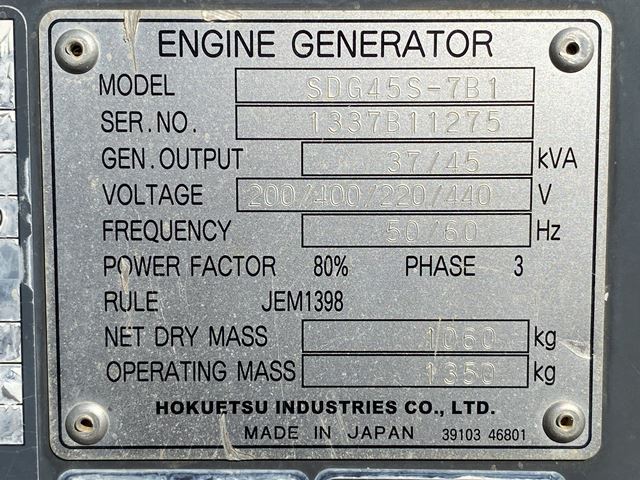 ENGINE GENERATOR
MODEL SDG45S-7B1
SER.NO. 1337B11275
GEN.OUTPUT 37/45 kVA
VOLTAGE 200/400/220/440 V
FREQUENCY 50/60 Hz
POWER FACTOR 80% PHASE 3
RULE JEM1398
NET DRY MASS 1060 kg
OPERATING MASS 1350 kg
HOKUETSU INDUSTRIES CO., LTD.
MADE IN JAPAN 39103 46801